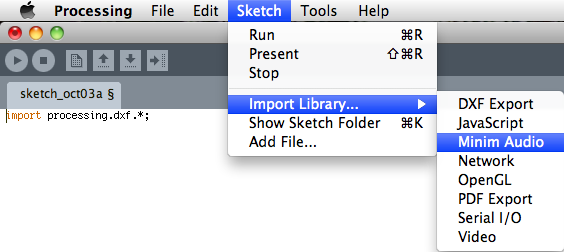 Processing File Edit Sketch Tools Help
Run ⌘R
Present ⇧⌘R
Stop
sketch_oct03a §
Import Library... ▶
DXF Export
import processing.dxf.*;
Show Sketch Folder ⌘K
JavaScript
Add File...
Minim Audio
Network
OpenGL
PDF Export
Serial I/O
Video